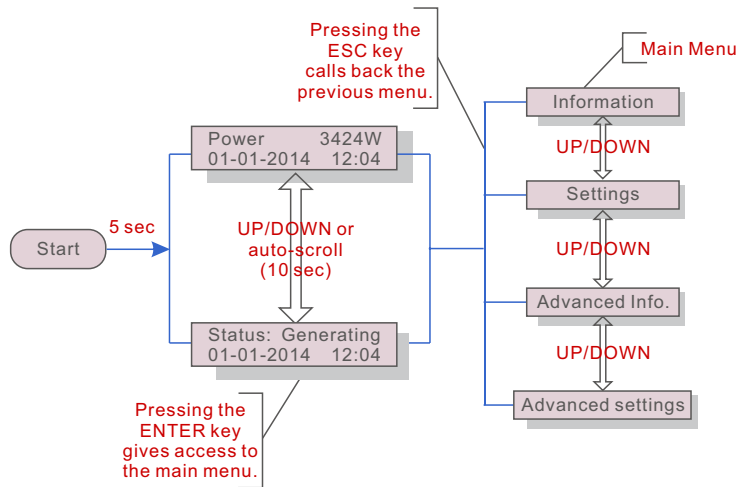 Pressing the
ESC key
calls back the
previous menu.
Main Menu
Information
UP/DOWN
Settings
UP/DOWN
Advanced Info.
UP/DOWN
Advanced settings
Power 3424W
01-01-2014 12:04
UP/DOWN or
auto-scroll
(10 sec)
Status: Generating
01-01-2014 12:04
Start
5 sec
Pressing the
ENTER key
gives access to
the main menu.